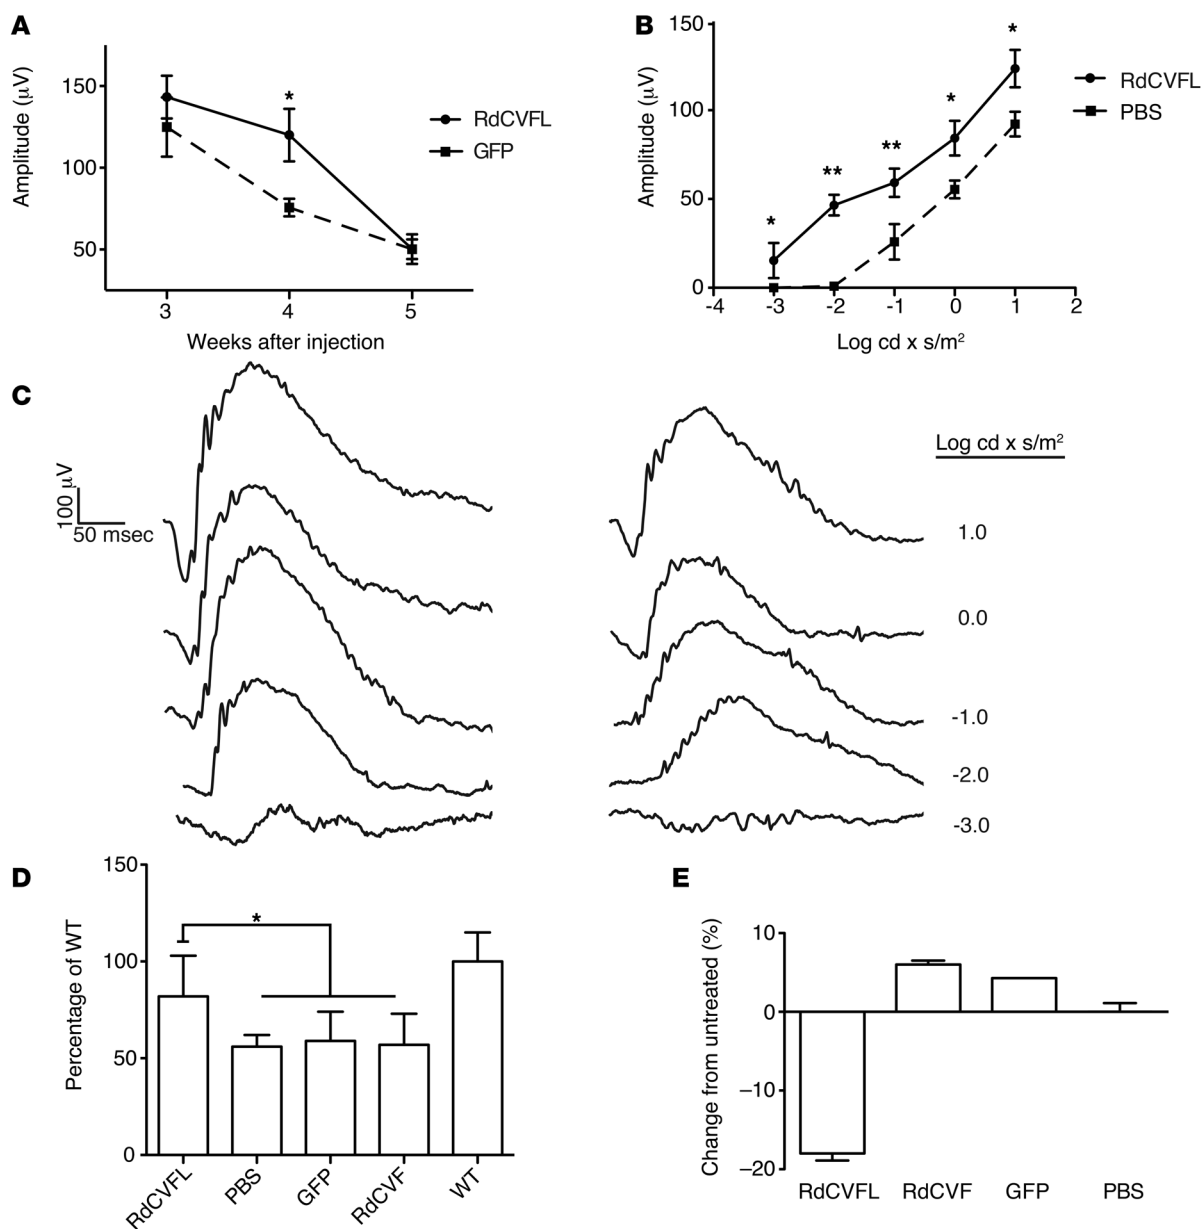 A
Amplitude (μV)
150
100
50
*
3
4
5
Weeks after injection
RdCVFL
GFP
B
Amplitude (μV)
150
100
50
0
*
**
**
*
*
-4
-3
-2
-1
0
1
2
Log cd x s/m²
RdCVFL
PBS
C
100 μV
50 msec
Log cd x s/m²
1.0
0.0
-1.0
-2.0
-3.0
D
Percentage of WT
150
100
50
0
*
RdCVFL
PBS
GFP
RdCVF
WT
E
Change from untreated (%)
10
0
–10
–20
RdCVFL
RdCVF
GFP
PBS